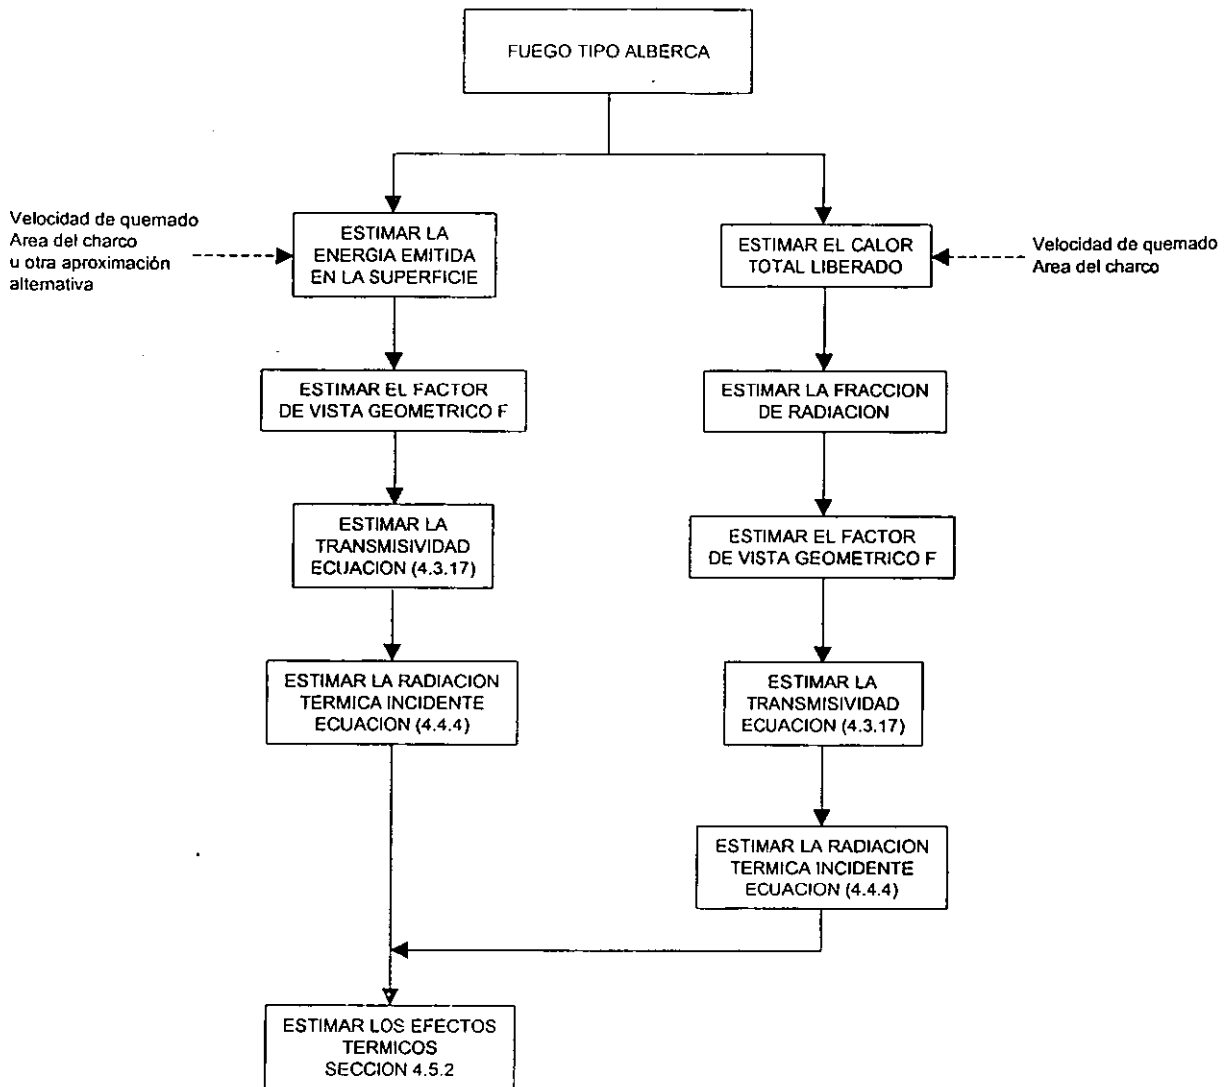 FUEGO TIPO ALBERCA
Velocidad de quemado
Area del charco
u otra aproximación
alternativa
ESTIMAR LA
ENERGIA EMITIDA
EN LA SUPERFICIE
ESTIMAR EL CALOR
TOTAL LIBERADO
Velocidad de quemado
Area del charco
ESTIMAR EL FACTOR
DE VISTA GEOMETRICO F
ESTIMAR LA FRACCION
DE RADIACION
ESTIMAR LA
TRANSMISIVIDAD
ECUACION (4.3.17)
ESTIMAR EL FACTOR
DE VISTA GEOMETRICO F
ESTIMAR LA RADIACION
TERMICA INCIDENTE
ECUACION (4.4.4)
ESTIMAR LA
TRANSMISIVIDAD
ECUACION (4.3.17)
ESTIMAR LA RADIACION
TERMICA INCIDENTE
ECUACION (4.4.4)
ESTIMAR LOS EFECTOS
TERMICOS
SECCION 4.5.2